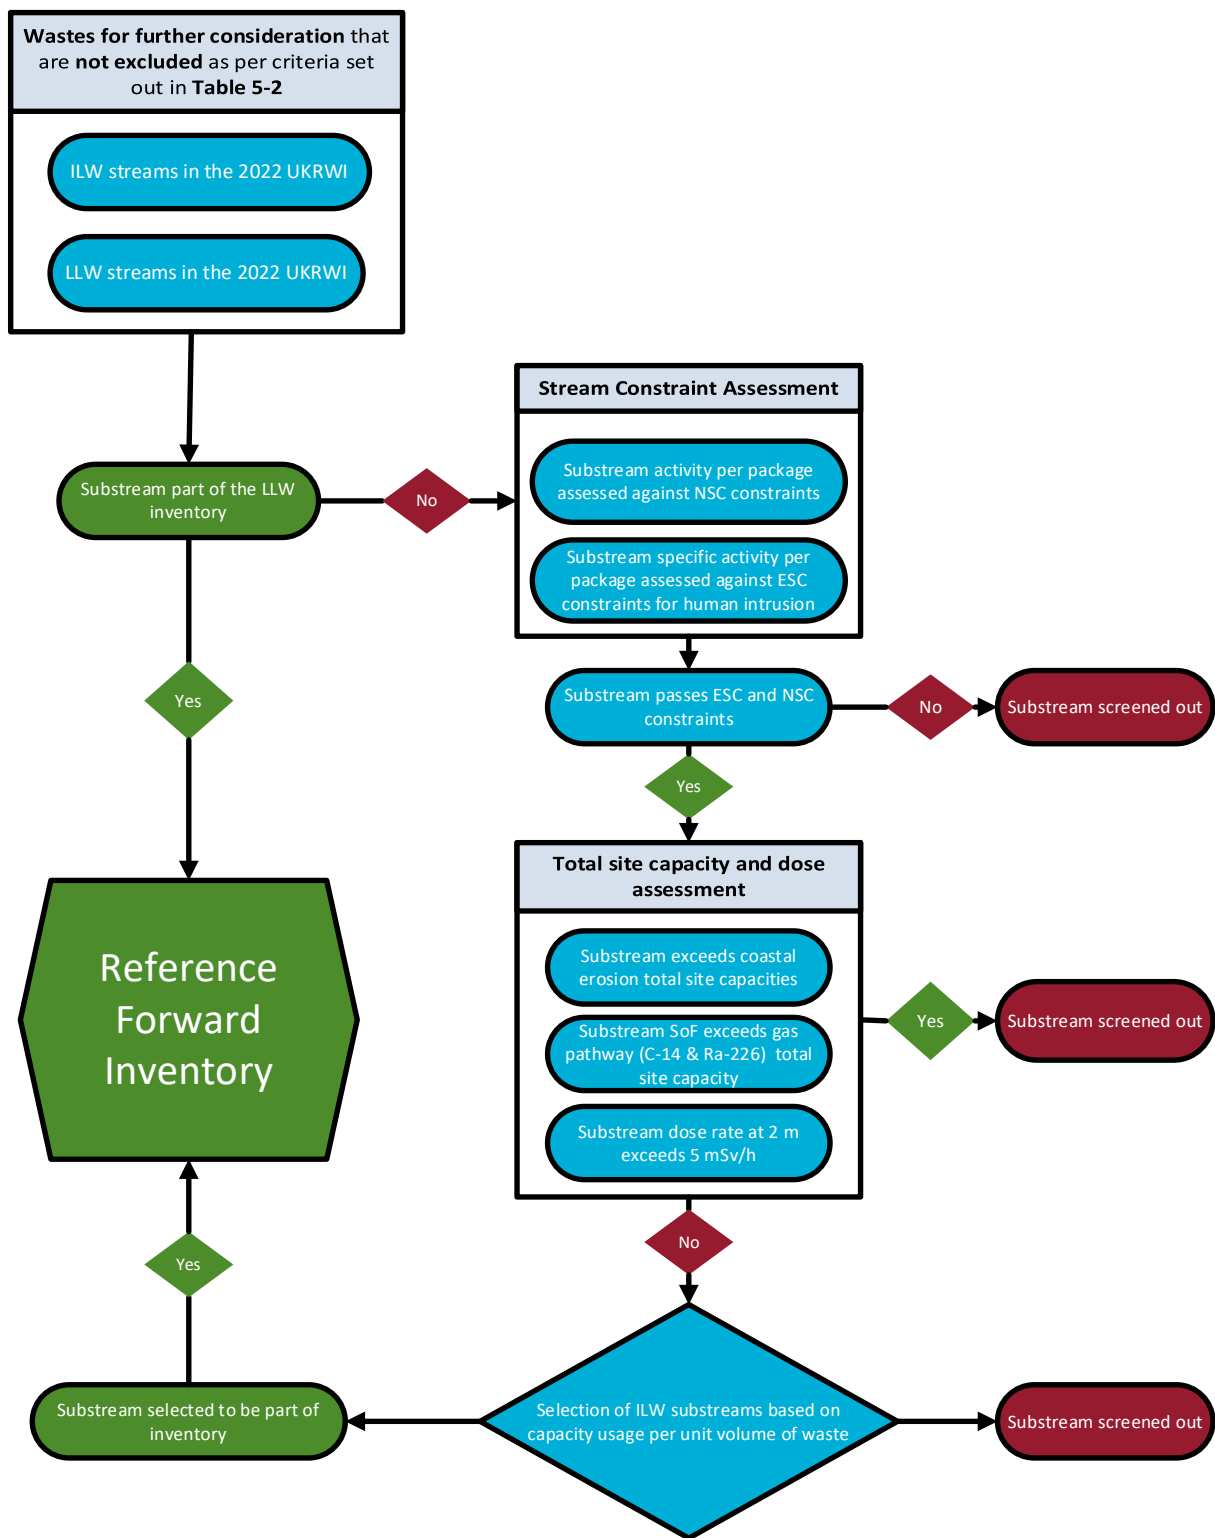 Wastes for further consideration that
are not excluded as per criteria set
out in Table 5-2
ILW streams in the 2022 UKRWI
LLW streams in the 2022 UKRWI
Substream part of the LLW
inventory
No
Stream Constraint Assessment
Substream activity per package
assessed against NSC constraints
Substream specific activity per
package assessed against ESC
constraints for human intrusion
Yes
Substream passes ESC and NSC
constraints
No
Substream screened out
Yes
Total site capacity and dose
assessment
Substream exceeds coastal
erosion total site capacities
Substream SoF exceeds gas
pathway (C-14 & Ra-226) total
site capacity
Substream dose rate at 2 m
exceeds 5 mSv/h
Yes
Substream screened out
Reference
Forward
Inventory
No
Yes
Selection of ILW substreams based on
capacity usage per unit volume of waste
Substream selected to be part of
inventory
Substream screened out